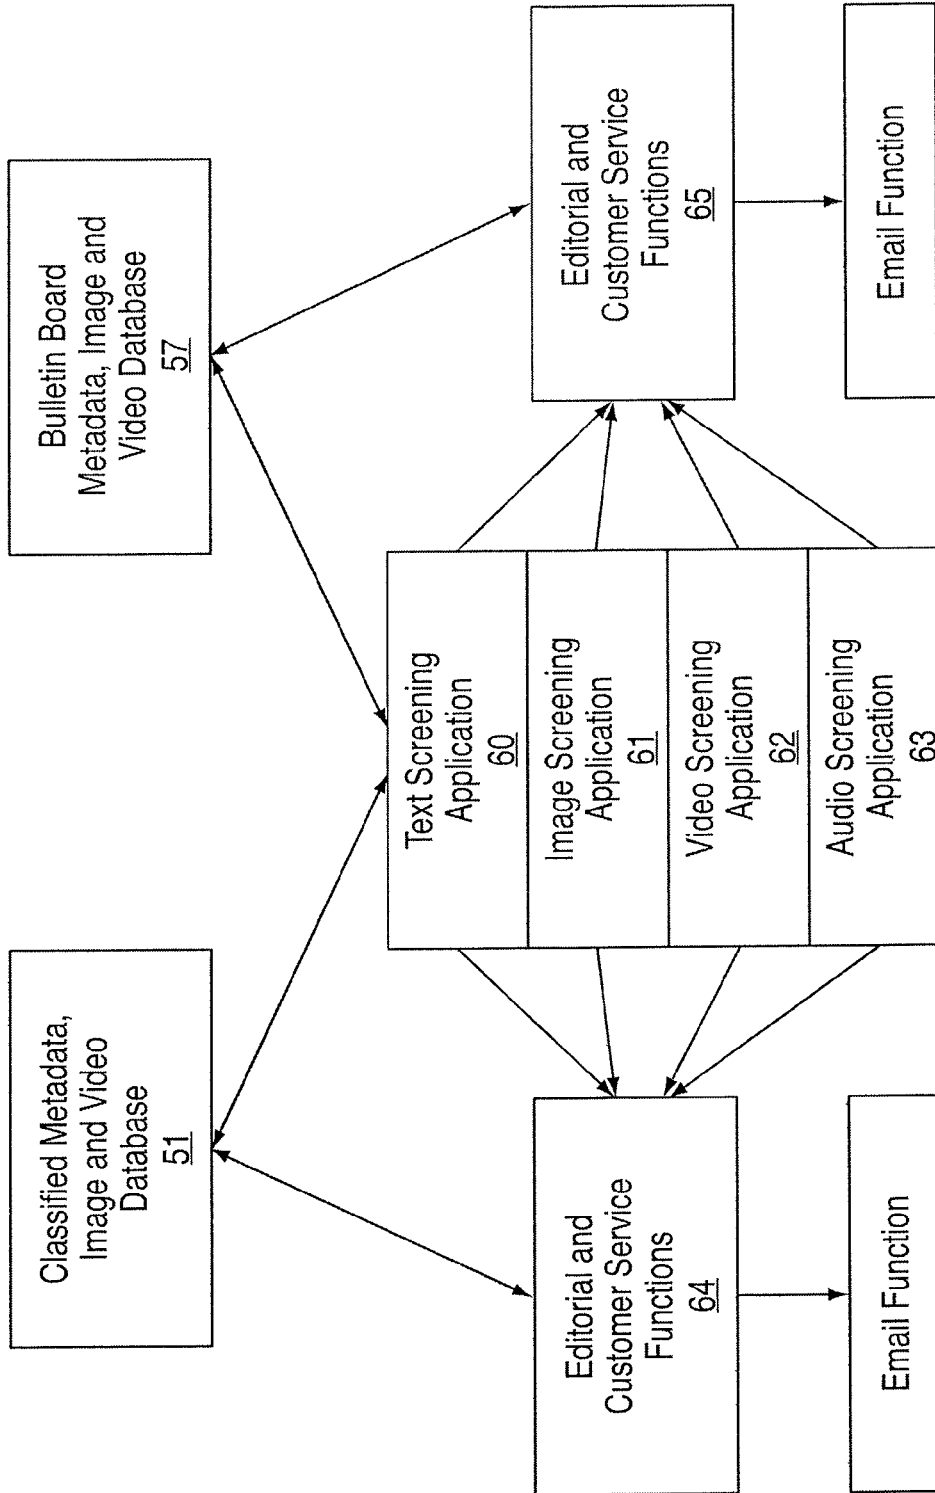 Classified Metadata,
Image and Video
Database
51
Bulletin Board
Metadata, Image and
Video Database
57
Text Screening
Application
60
Image Screening
Application
61
Video Screening
Application
62
Audio Screening
Application
63
Editorial and
Customer Service
Functions
64
Editorial and
Customer Service
Functions
65
Email Function
Email Function